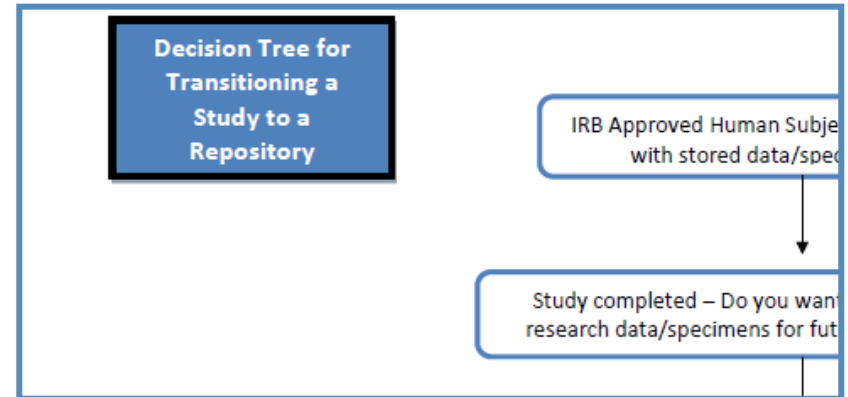 Decision Tree for
Transitioning a
Study to a
Repository
IRB Approved Human Subje
with stored data/spec
Study completed – Do you want
research data/specimens for fut